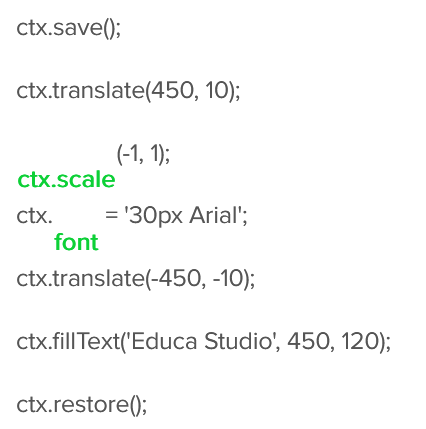 ctx.save();
ctx.translate(450, 10);
ctx.scale(-1, 1);
ctx.font = '30px Arial';
ctx.translate(-450, -10);
ctx.fillText('Educa Studio', 450, 120);
ctx.restore();